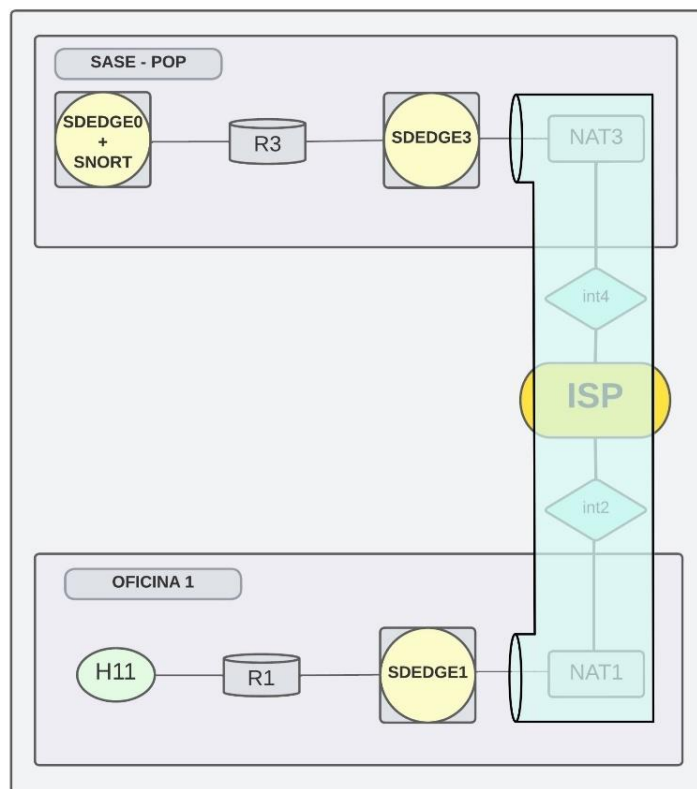 SASE - POP
SDEDGE0
+
SNORT
R3
SDEDGE3
NAT3
int4
ISP
int2
OFICINA 1
H11
R1
SDEDGE1
NAT1